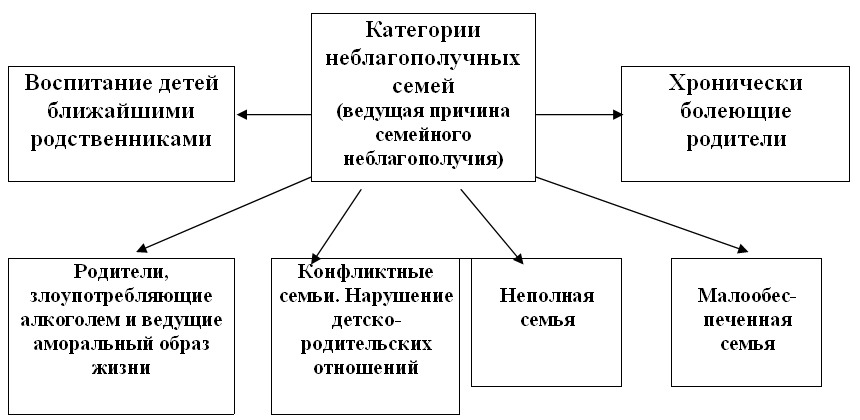 Категории
неблагополучных
семей
(ведущая причина
семейного
неблагополучия)
Воспитание детей
ближайшими
родственниками
Хронически
болеющие
родители
Родители,
злоупотребляющие
алкоголем и ведущие
аморальный образ
жизни
Конфликтные
семьи. Нарушение
детско-
родительских
отношений
Неполная
семья
Малообес-
печенная
семья